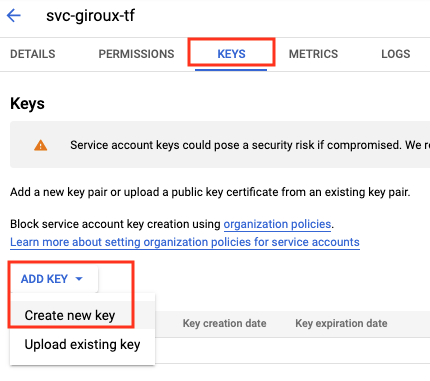 svc-giroux-tf
DETAILS PERMISSIONS KEYS METRICS LOGS
Keys
Service account keys could pose a security risk if compromised. We re
Add a new key pair or upload a public key certificate from an existing key pair.
Block service account key creation using organization policies.
Learn more about setting organization policies for service accounts
ADD KEY
Create new key
Key creation date Key expiration date
Upload existing key